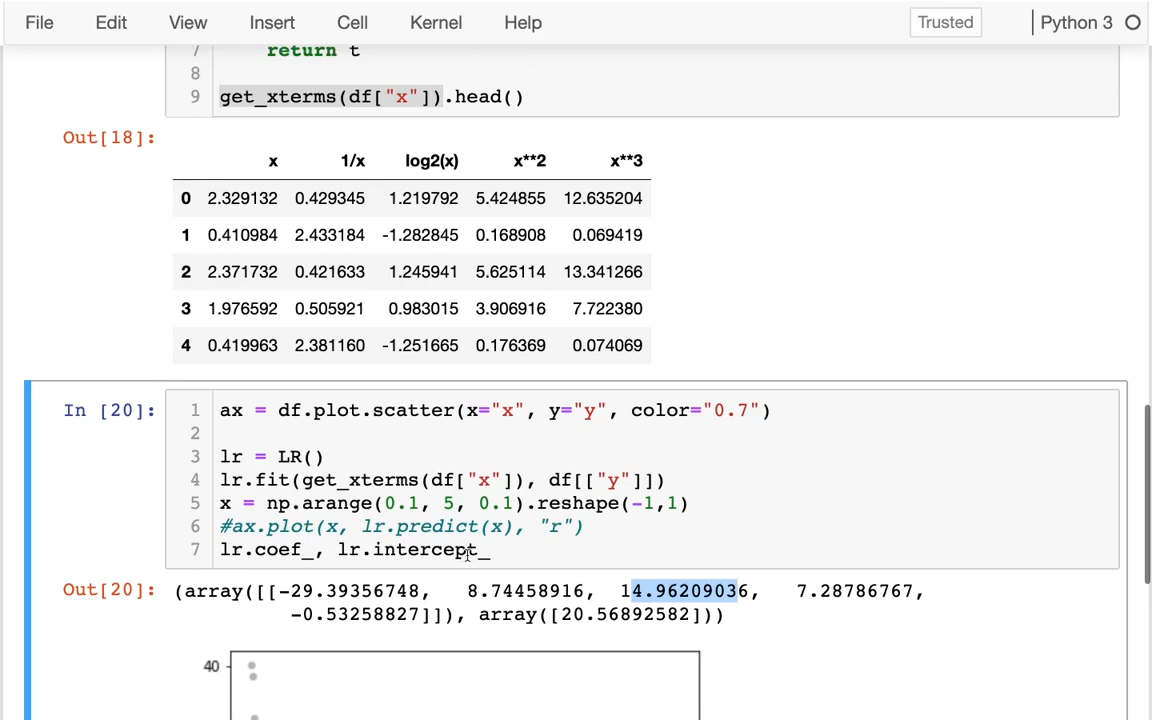 File Edit View Insert Cell Kernel Help Trusted Python 3
7 return t
8
9 get_xterms(df["x"]).head()
Out[18]:
x 1/x log2(x) x**2 x**3
0 2.329132 0.429345 1.219792 5.424855 12.635204
1 0.410984 2.433184 -1.282845 0.168908 0.069419
2 2.371732 0.421633 1.245941 5.625114 13.341266
3 1.976592 0.505921 0.983015 3.906916 7.722380
4 0.419963 2.381160 -1.251665 0.176369 0.074069
In [20]: 1 ax = df.plot.scatter(x="x", y="y", color="0.7")
2
3 lr = LR()
4 lr.fit(get_xterms(df["x"]), df[["y"]])
5 x = np.arange(0.1, 5, 0.1).reshape(-1,1)
6 #ax.plot(x, lr.predict(x), "r")
7 lr.coef_, lr.intercept_
Out[20]: (array([[-29.39356748, 8.74458916, 14.96209036, 7.28786767,
-0.53258827]]), array([20.56892582]))
40